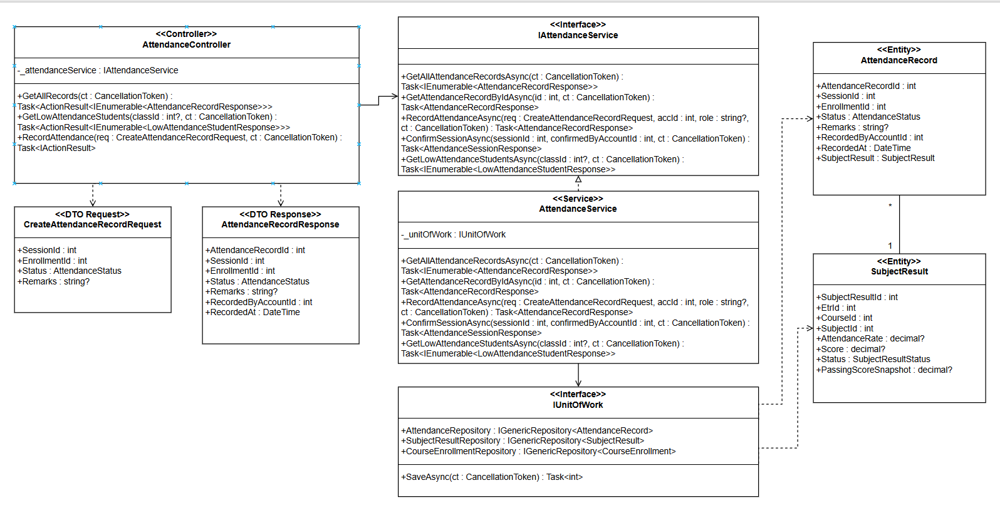 <<Controller>>
AttendanceController
-_attendanceService : IAttendanceService
+GetAllRecords(ct : CancellationToken) :
Task<ActionResult<IEnumerable<AttendanceRecordResponse>>>
+GetLowAttendanceStudents(classId : int?, ct : CancellationToken) :
Task<ActionResult<IEnumerable<LowAttendanceStudentResponse>>>
+RecordAttendance(req : CreateAttendanceRecordRequest, ct : CancellationToken) :
Task<IActionResult>
<<DTO Request>>
CreateAttendanceRecordRequest
+SessionId : int
+EnrollmentId : int
+Status : AttendanceStatus
+Remarks : string?
<<DTO Response>>
AttendanceRecordResponse
+AttendanceRecordId : int
+SessionId : int
+EnrollmentId : int
+Status : AttendanceStatus
+Remarks : string?
+RecordedByAccountId : int
+RecordedAt : DateTime
<<Interface>>
IAttendanceService
+GetAllAttendanceRecordsAsync(ct : CancellationToken) :
Task<IEnumerable<AttendanceRecordResponse>>
+GetAttendanceRecordByIdAsync(id : int, ct : CancellationToken) :
Task<AttendanceRecordResponse>
+RecordAttendanceAsync(req : CreateAttendanceRecordRequest, accId : int, role : string?,
ct : CancellationToken) : Task<AttendanceRecordResponse>
+ConfirmSessionAsync(sessionId : int, confirmedByAccountId : int, ct : CancellationToken) :
Task<AttendanceSessionResponse>
+GetLowAttendanceStudentsAsync(classId : int?, ct : CancellationToken) :
Task<IEnumerable<LowAttendanceStudentResponse>>
<<Service>>
AttendanceService
-_unitOfWork : IUnitOfWork
+GetAllAttendanceRecordsAsync(ct : CancellationToken) :
Task<IEnumerable<AttendanceRecordResponse>>
+GetAttendanceRecordByIdAsync(id : int, ct : CancellationToken) :
Task<AttendanceRecordResponse>
+RecordAttendanceAsync(req : CreateAttendanceRecordRequest, accId : int, role : string?,
ct : CancellationToken) : Task<AttendanceRecordResponse>
+ConfirmSessionAsync(sessionId : int, confirmedByAccountId : int, ct : CancellationToken) :
Task<AttendanceSessionResponse>
+GetLowAttendanceStudentsAsync(classId : int?, ct : CancellationToken) :
Task<IEnumerable<LowAttendanceStudentResponse>>
<<Interface>>
IUnitOfWork
+AttendanceRepository : IGenericRepository<AttendanceRecord>
+SubjectResultRepository : IGenericRepository<SubjectResult>
+CourseEnrollmentRepository : IGenericRepository<CourseEnrollment>
+SaveAsync(ct : CancellationToken) : Task<int>
<<Entity>>
AttendanceRecord
+AttendanceRecordId : int
+SessionId : int
+EnrollmentId : int
+Status : AttendanceStatus
+Remarks : string?
+RecordedByAccountId : int
+RecordedAt : DateTime
+SubjectResult : SubjectResult
*
1
<<Entity>>
SubjectResult
+SubjectResultId : int
+EtrId : int
+CourseId : int
+SubjectId : int
+AttendanceRate : decimal?
+Score : decimal?
+Status : SubjectResultStatus
+PassingScoreSnapshot : decimal?